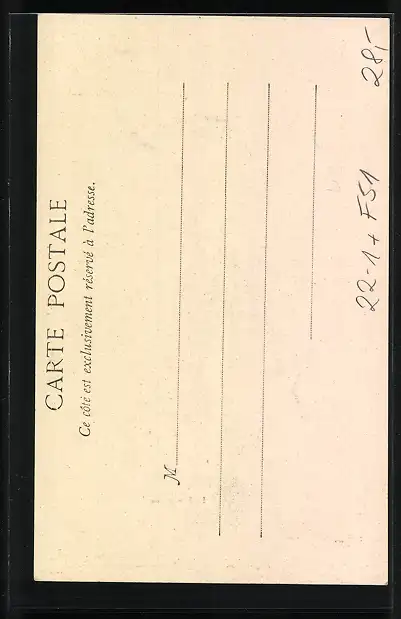 CARTE POSTALE
Ce côté est exclusivement réservé à l'adresse.
M
22-1+ F51
28,-